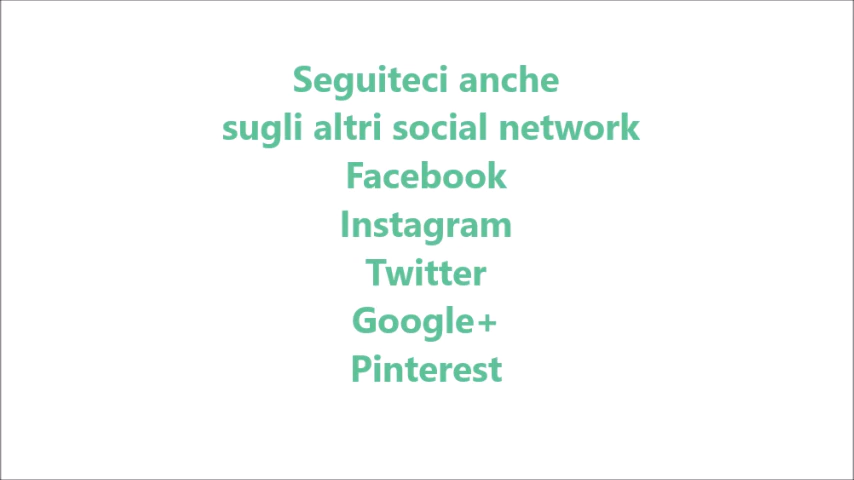 Seguiteci anche
sugli altri social network
Facebook
Instagram
Twitter
Google+
Pinterest